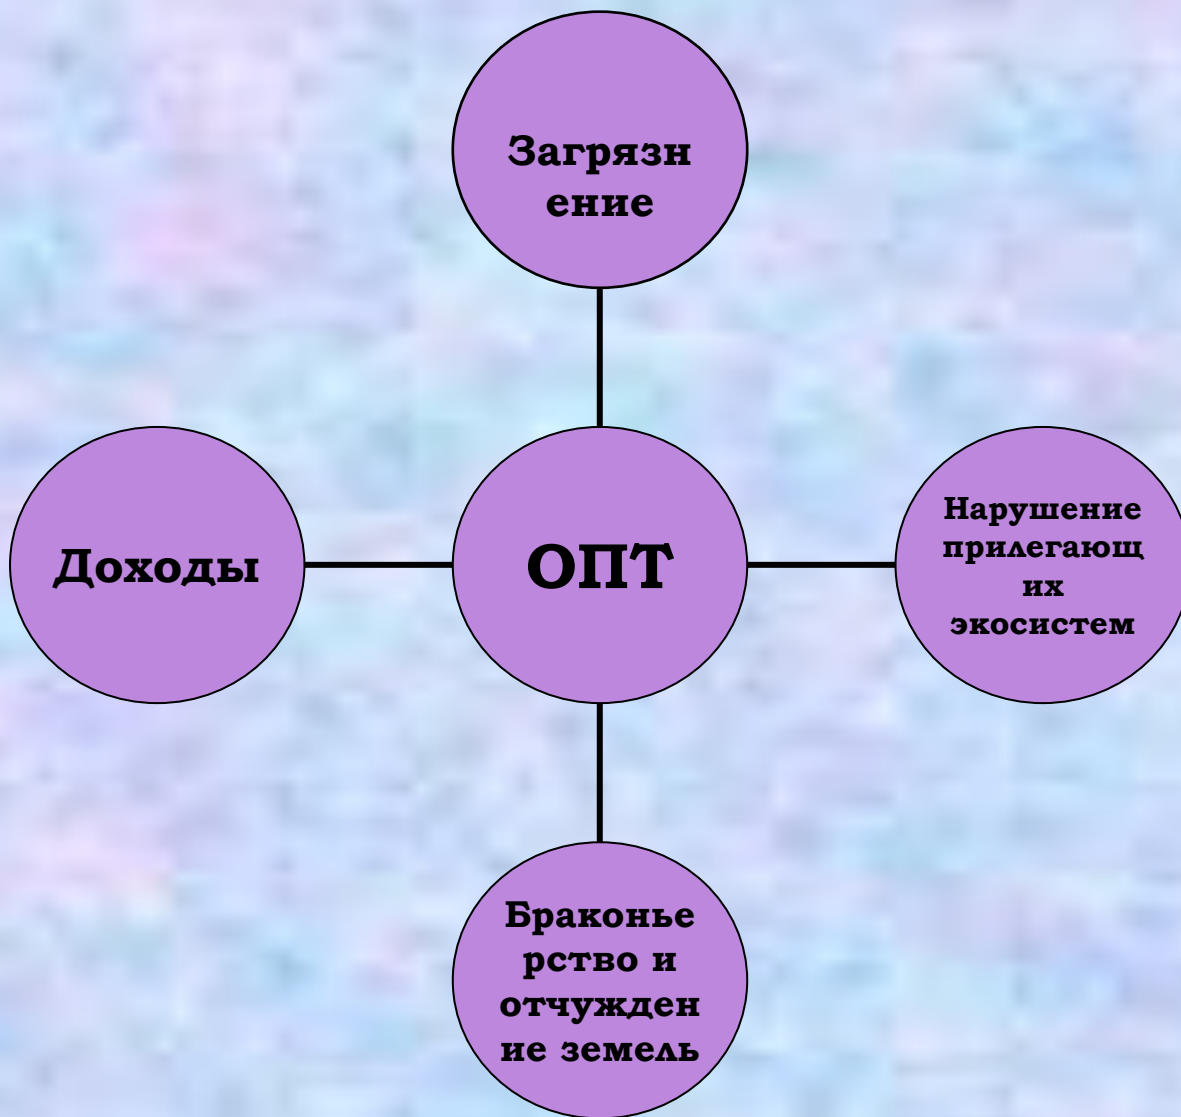 Загрязн
ение
Доходы
ОПТ
Нарушение
прилегающ
их
экосистем
Браконье
рство и
отчужден
ие земель